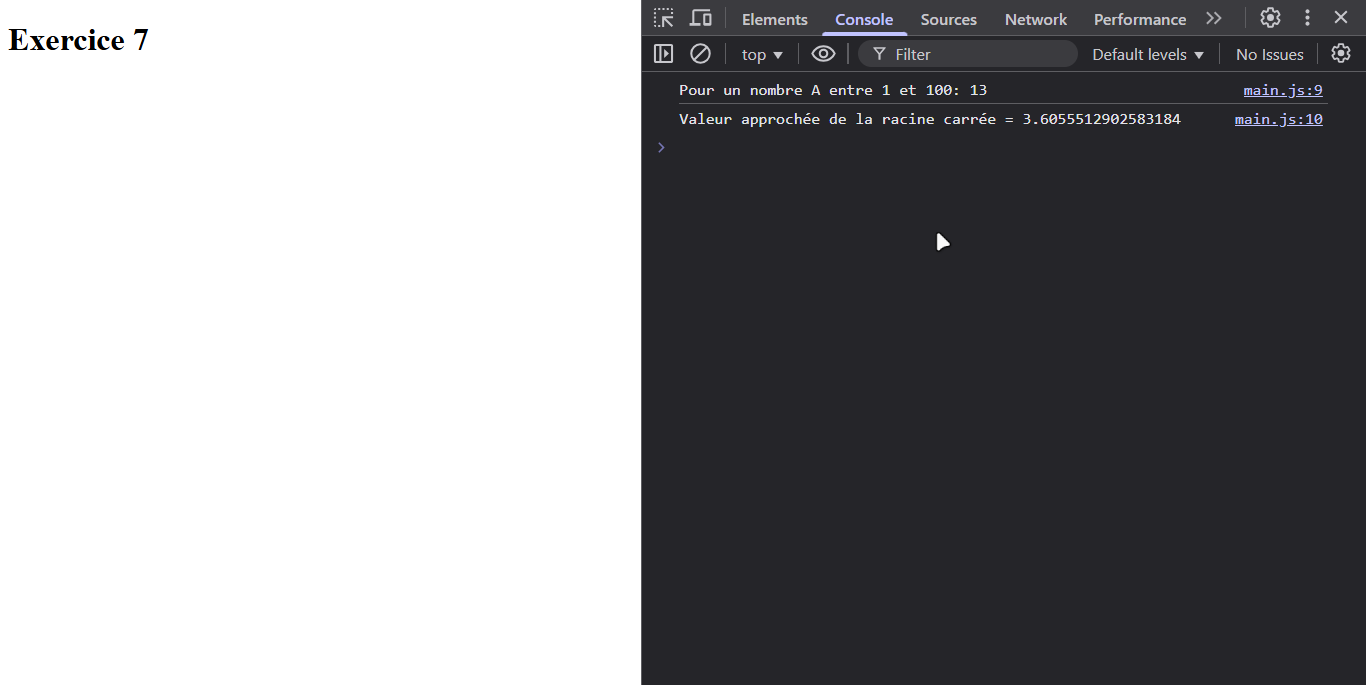 Exercice 7
Elements Console Sources Network Performance
top Filter Default levels No Issues
Pour un nombre A entre 1 et 100: 13 main.js:9
Valeur approchée de la racine carrée = 3.6055512902583184 main.js:10